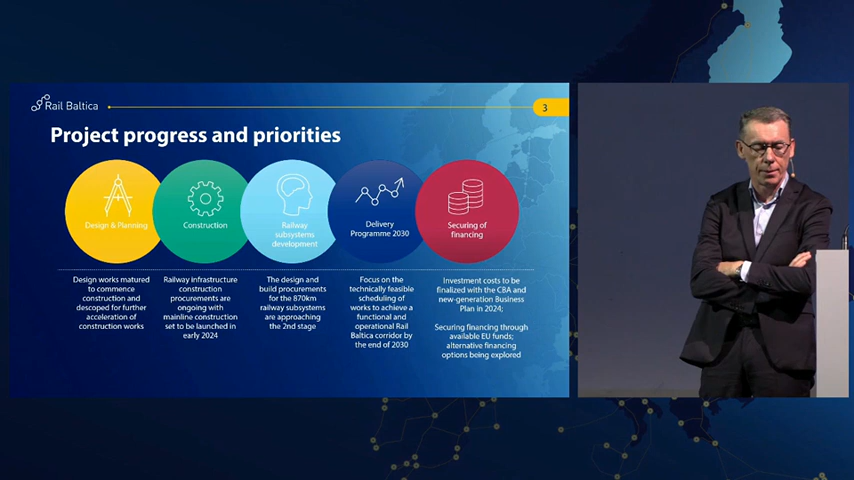 Rail Baltica
3
Project progress and priorities
Design & Planning
Construction
Railway
subsystems
development
Delivery
Programme 2030
Securing of
financing
Design works matured
to commence
construction and
descoped for further
acceleration of
construction works
Railway infrastructure
construction
procurements are
ongoing with
mainline construction
set to be launched in
early 2024
The design and
build procurements
for the 870km
railway subsystems
are approaching
the 2nd stage
Focus on the
technically feasible
scheduling of
works to achieve a
functional and
operational Rail
Baltica corridor by
the end of 2030
Investment costs to be
finalized with the CBA and
new-generation Business
Plan in 2024;
Securing financing through
available EU funds;
alternative financing
options being explored